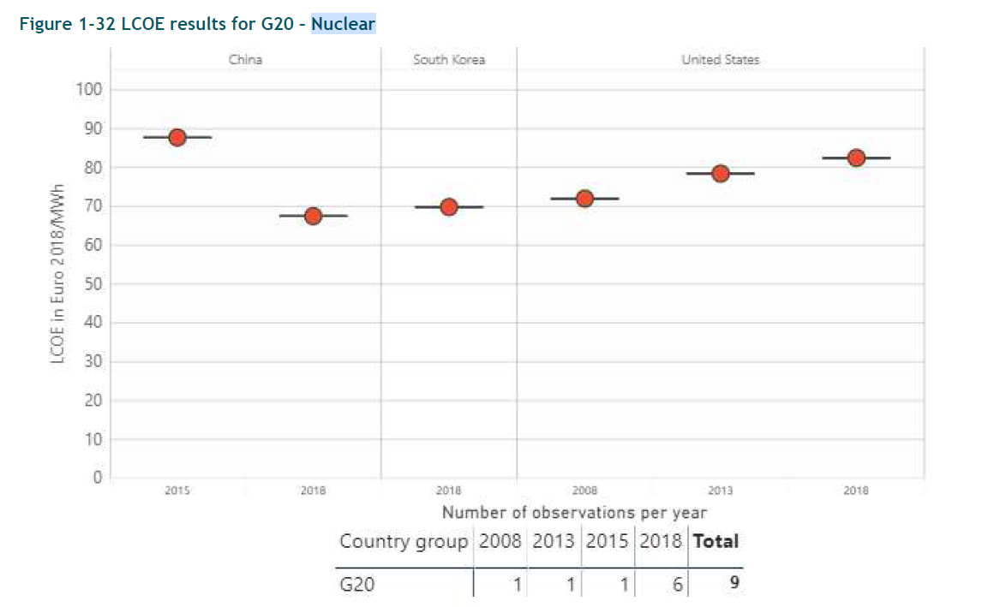 Figure 1-32 LCOE results for G20 - Nuclear
China South Korea United States
100
90
80
70
60
50
40
30
20
10
0
LCOE in Euro 2018/MWh
2015 2018 2018 2008 2013 2018
Number of observations per year
Country group 2008 2013 2015 2018 Total
G20 1 1 1 6 9